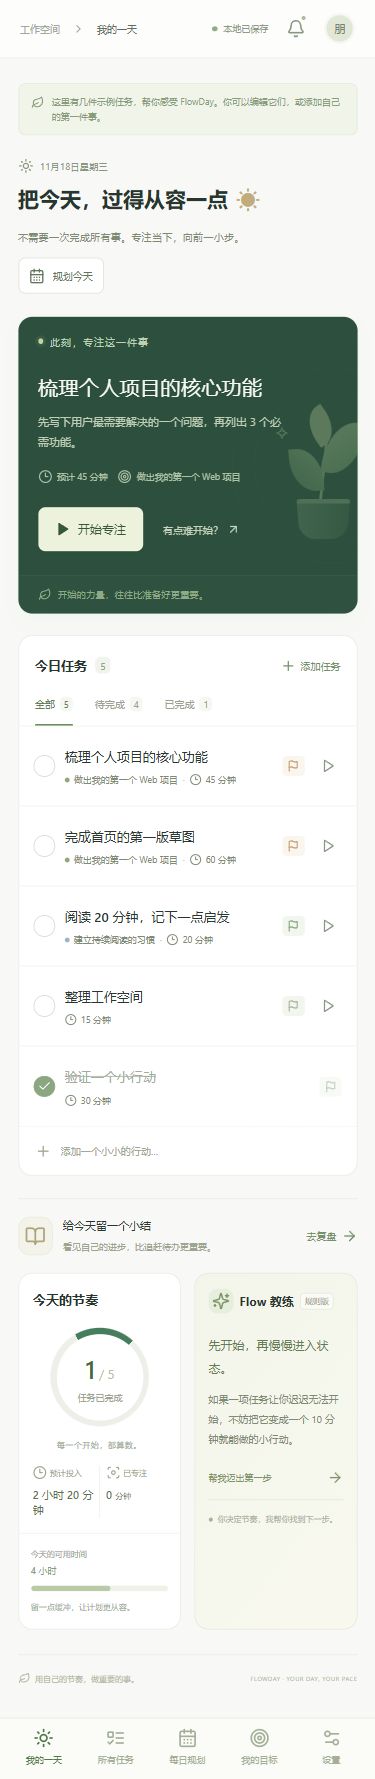 工作空间 > 我的一天
本地已保存
朋
这里有几件示例任务，帮你感受 FlowDay。你可以编辑它们，或添加自己
的第一件事。
11月18日星期三
把今天，过得从容一点
不需要一次完成所有事。专注当下，向前一小步。
规划今天
此刻，专注这一件事
梳理个人项目的核心功能
先写下用户最需要解决的一个问题，再列出 3 个必
需功能。
预计 45 分钟 做出我的第一个 Web 项目
开始专注
有点难开始？
开始的力量，往往比准备好更重要。
今日任务 5
添加任务
全部 5 待完成 4 已完成 1
梳理个人项目的核心功能
做出我的第一个 Web 项目 · 45 分钟
完成首页的第一版草图
做出我的第一个 Web 项目 · 60 分钟
阅读 20 分钟，记下一点启发
建立持续阅读的习惯 · 20 分钟
整理工作空间
15 分钟
验证一个小行动
30 分钟
添加一个小小的行动...
给今天留一个小结
看见自己的进步，比追赶待办更重要。
去复盘
今天的节奏
1 / 5
任务已完成
每一个开始，都算数。
预计投入
2 小时 20 分
钟
已专注
0 分钟
今天的可用时间
4 小时
留一点缓冲，让计划更从容。
Flow 教练 规则版
先开始，再慢慢进入状
态。
如果一项任务让你迟迟无法开
始，不妨把它变成一个 10 分
钟就能做的小行动。
帮我迈出第一步
你决定节奏，我帮你找到下一步。
用自己的节奏，做重要的事。
FLOWDAY · YOUR DAY, YOUR PACE
我的一天 所有任务 每日规划 我的目标 设置